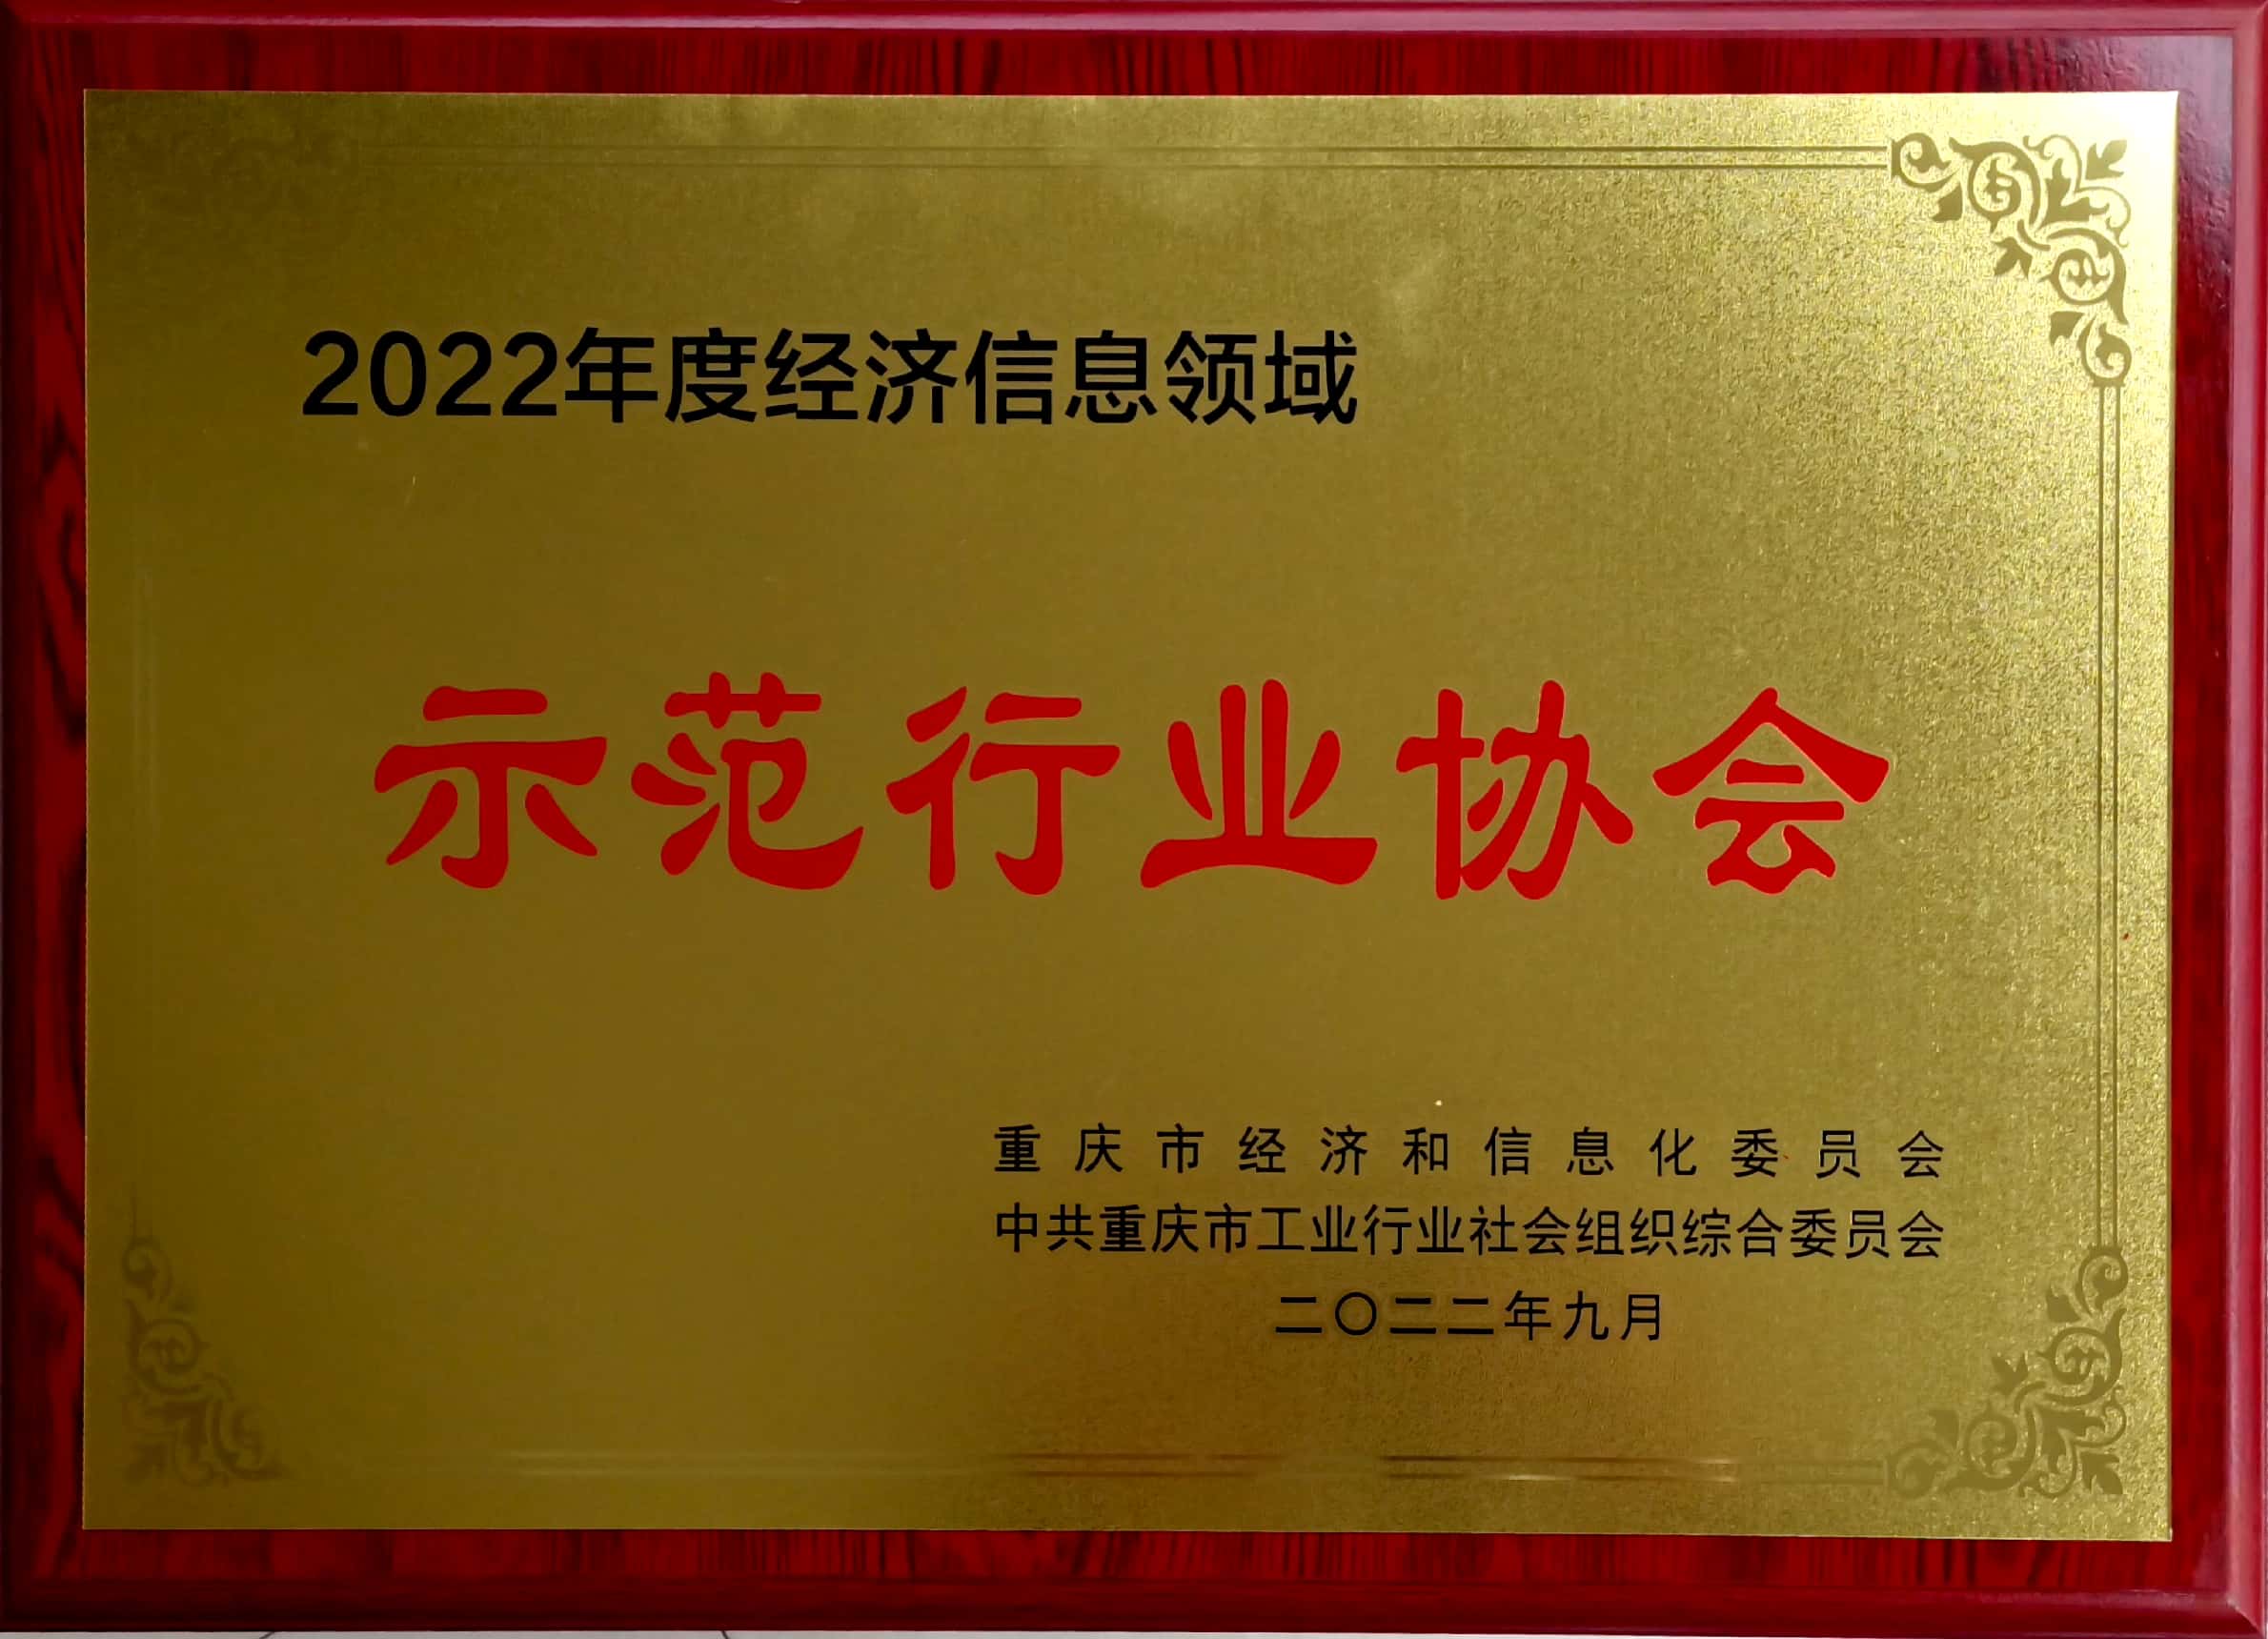 2022年度经济信息领域
示范行业协会
重庆市经济和信息化委员会
中共重庆市工业行业社会组织综合委员会
二〇二二年九月